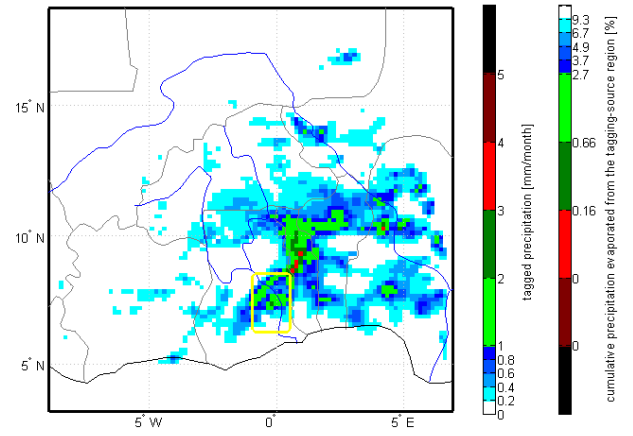 15° N
10° N
5° N
5° W
0°
5° E
5
4
3
2
1
0.8
0.6
0.4
0.2
0
tagged precipitation [mm/month]
9.3
6.7
4.9
3.7
2.7
0.66
0.16
0
0
cumulative precipitation evaporated from the tagging-source region [%]